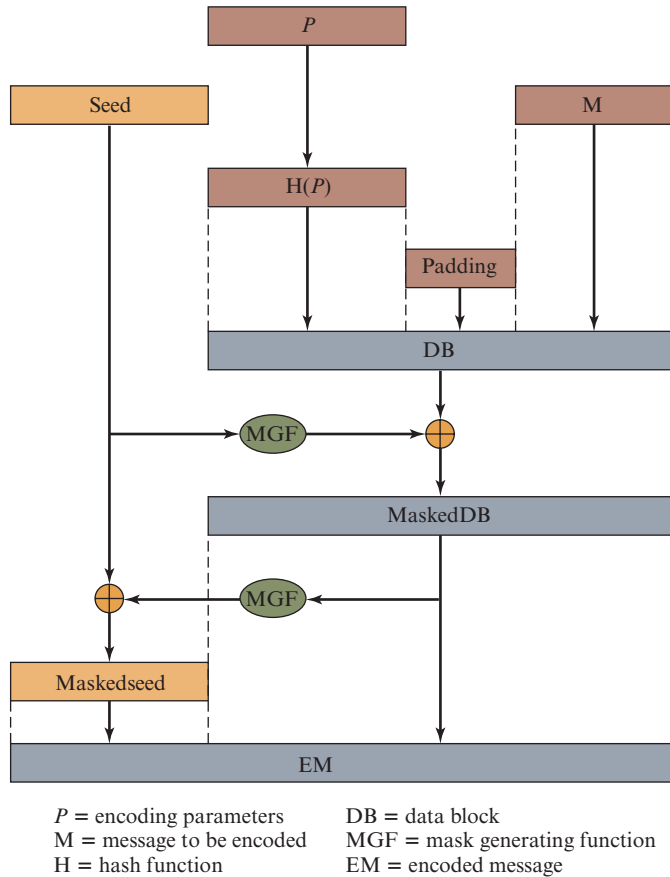 P
Seed
M
H(P)
Padding
DB
MGF
MaskedDB
MGF
Maskedseed
EM
P = encoding parameters
M = message to be encoded
H = hash function
DB = data block
MGF = mask generating function
EM = encoded message